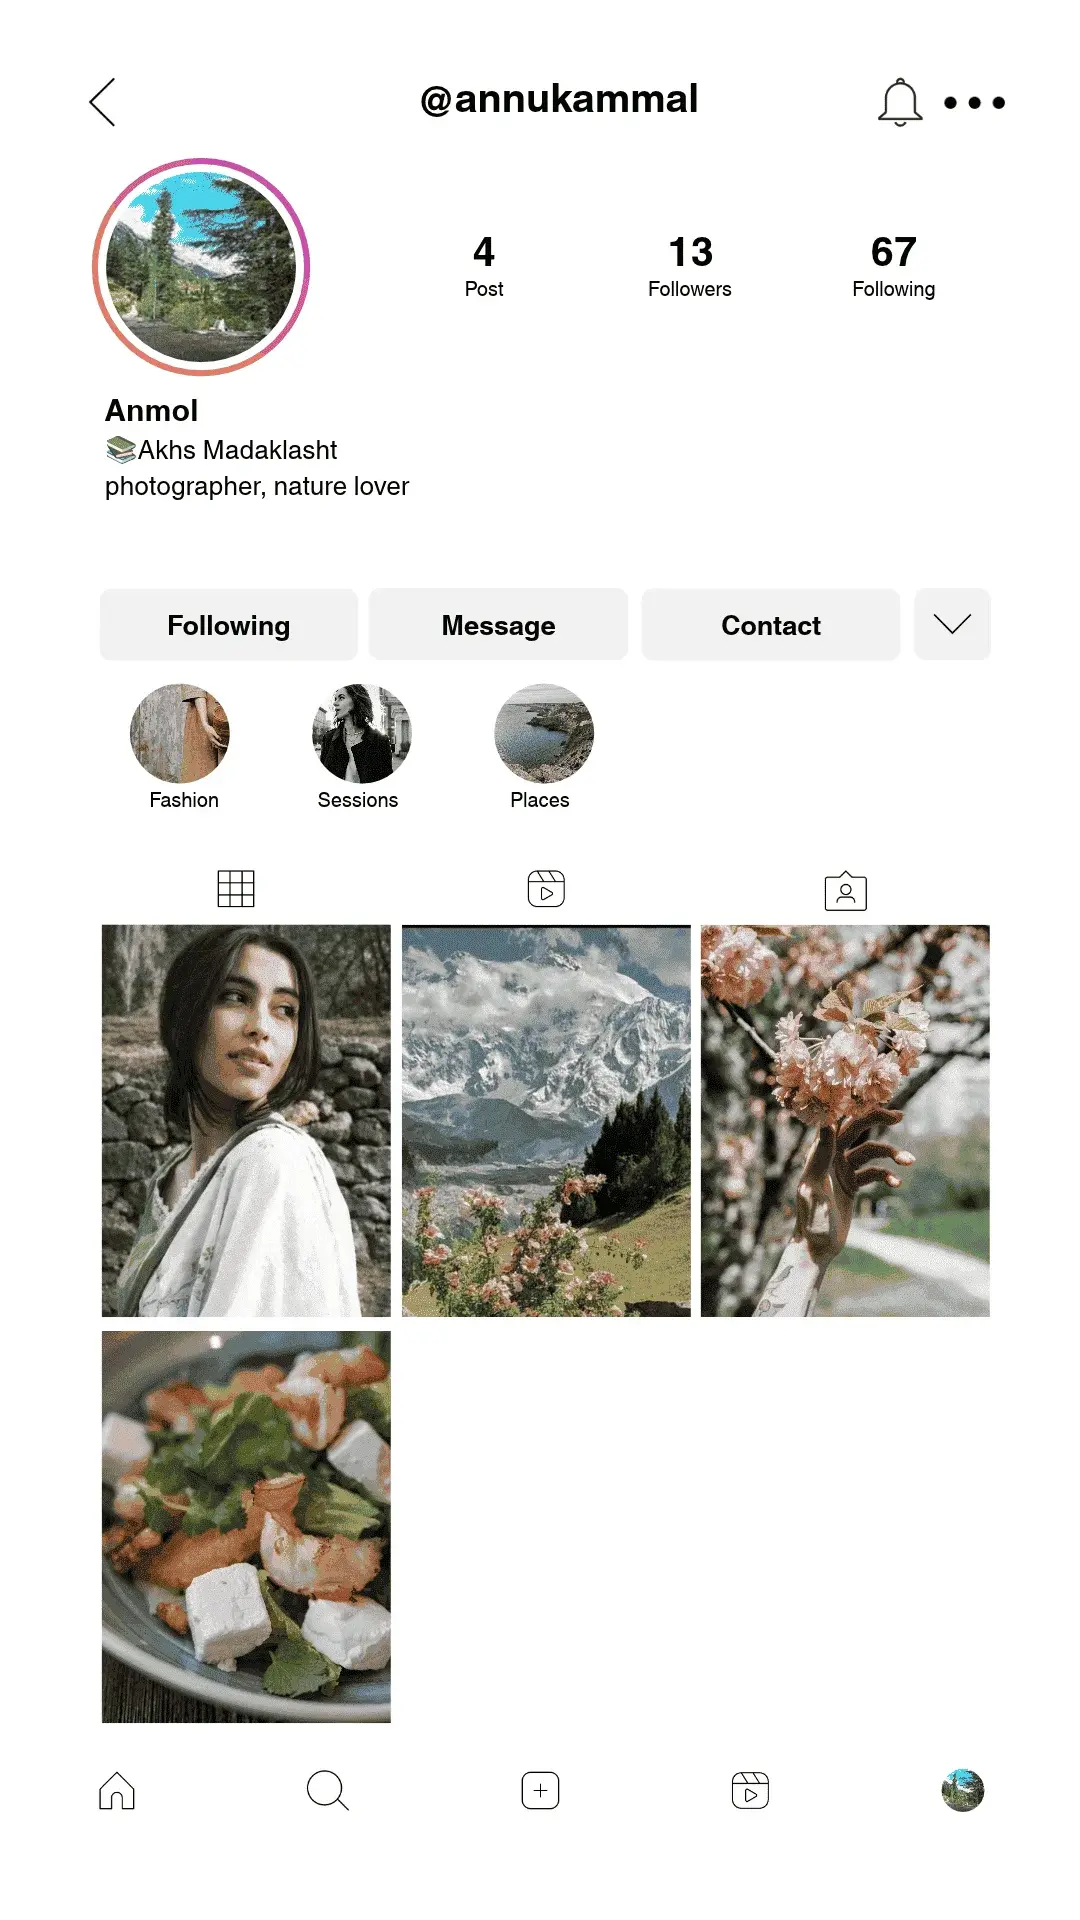 @annukammal
4
Post
13
Followers
67
Following
Anmol
📚Akhs Madaklasht
photographer, nature lover
Following
Message
Contact
Fashion
Sessions
Places